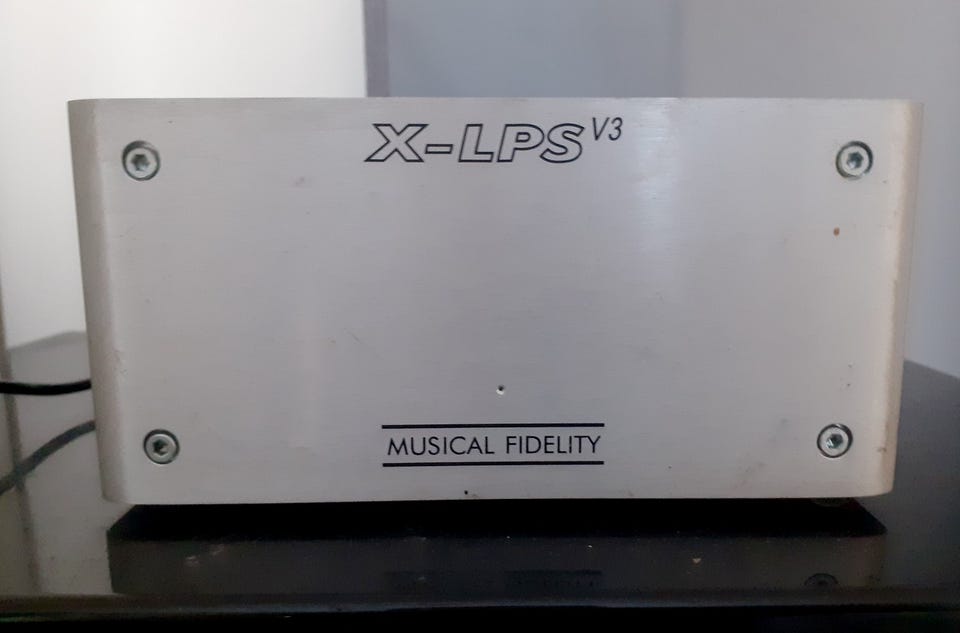 X-LPS V3
MUSICAL FIDELITY